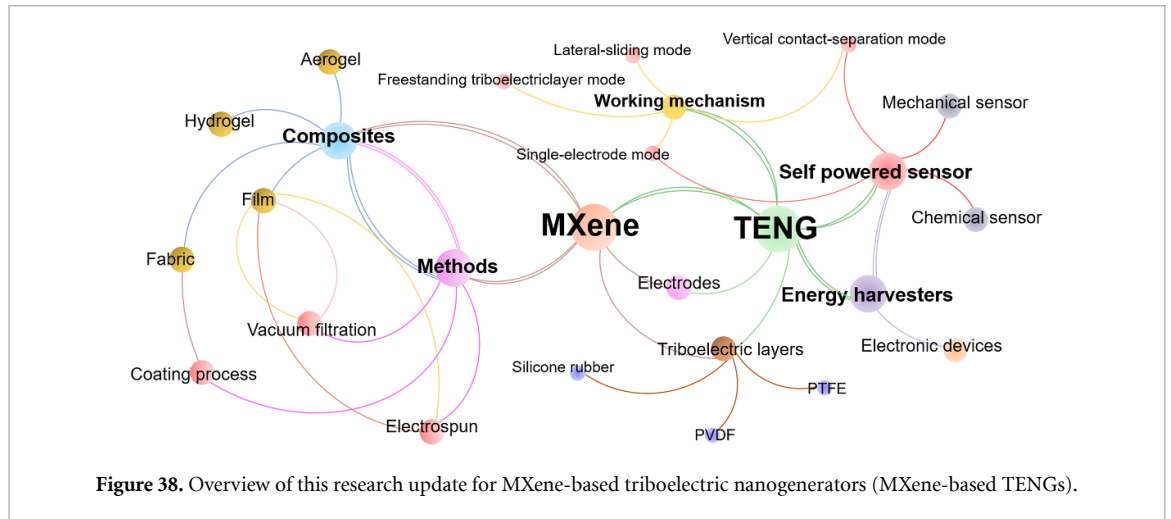 Vertical contact-separation mode
Lateral-sliding mode
Aerogel
Freestanding triboelectriclayer mode
Working mechanism
Mechanical sensor
Hydrogel
Composites
Single-electrode mode
Self powered sensor
Film
MXene
TENG
Chemical sensor
Fabric
Methods
Electrodes
Energy harvesters
Vacuum filtration
Triboelectric layers
Electronic devices
Silicone rubber
Coating process
PTFE
Electrospun
PVDF
Figure 38. Overview of this research update for MXene-based triboelectric nanogenerators (MXene-based TENGs).